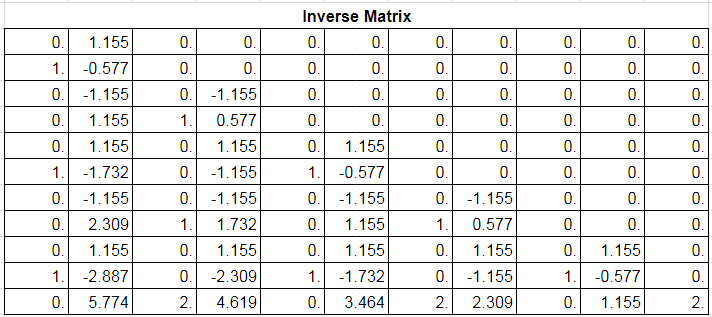 Inverse Matrix
0. 1.155 0. 0. 0. 0. 0. 0. 0. 0. 0.
1. -0.577 0. 0. 0. 0. 0. 0. 0. 0. 0.
0. -1.155 0. -1.155 0. 0. 0. 0. 0. 0. 0.
0. 1.155 1. 0.577 0. 0. 0. 0. 0. 0. 0.
0. 1.155 0. 1.155 0. 1.155 0. 0. 0. 0. 0.
1. -1.732 0. -1.155 1. -0.577 0. 0. 0. 0. 0.
0. -1.155 0. -1.155 0. -1.155 0. -1.155 0. 0. 0.
0. 2.309 1. 1.732 0. 1.155 1. 0.577 0. 0. 0.
0. 1.155 0. 1.155 0. 1.155 0. 1.155 0. 1.155 0.
1. -2.887 0. -2.309 1. -1.732 0. -1.155 1. -0.577 0.
0. 5.774 2. 4.619 0. 3.464 2. 2.309 0. 1.155 2.